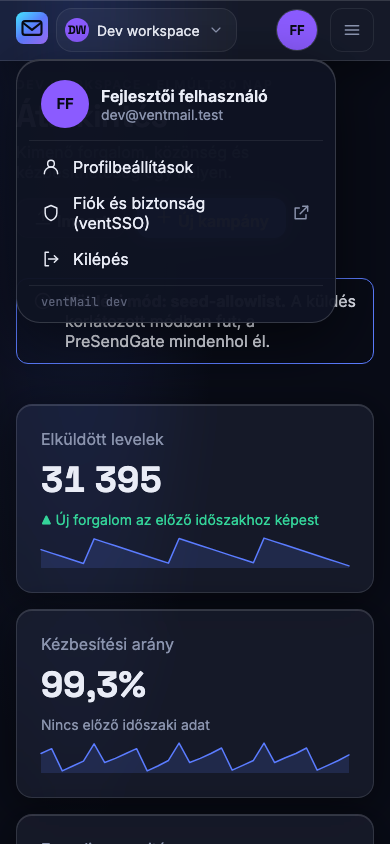 DW Dev workspace
FF
FF
Fejlesztői felhasználó
dev@ventmail.test
Profilbeállítások
Fiók és biztonság
(ventSSO)
Kilépés
ventMail dev
mód: seed-allowlist. A küldés
korlátozott módban fut, a
PreSendGate mindenhol él.
Elküldött levelek
31 395
▲ Új forgalom az előző időszakhoz képest
Kézbesítési arány
99,3%
Nincs előző időszaki adat